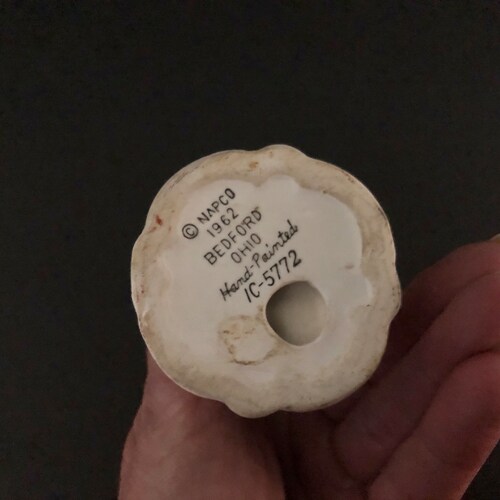 © NAPCO
1962
BEDFORD
OHIO
Hand-Painted
1C-5772